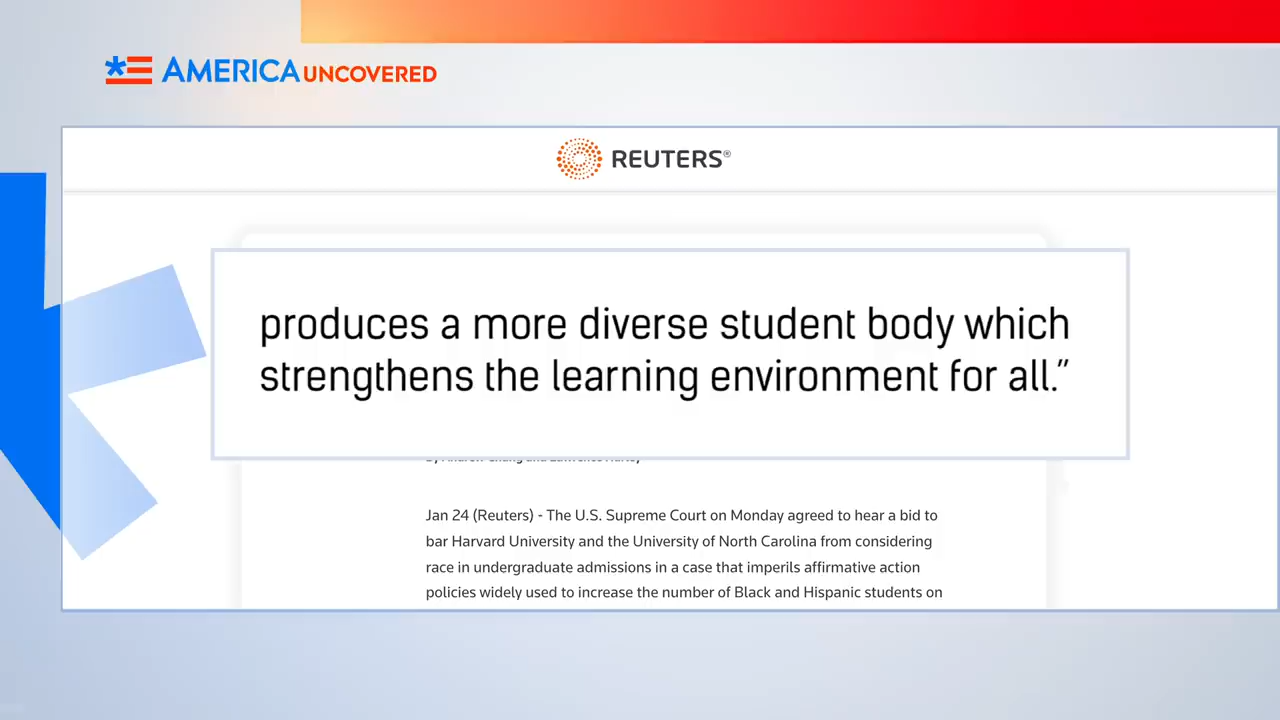 AMERICA UNCOVERED
REUTERS®
produces a more diverse student body which
strengthens the learning environment for all.”
Jan 24 (Reuters) - The U.S. Supreme Court on Monday agreed to hear a bid to
bar Harvard University and the University of North Carolina from considering
race in undergraduate admissions in a case that imperils affirmative action
policies widely used to increase the number of Black and Hispanic students on